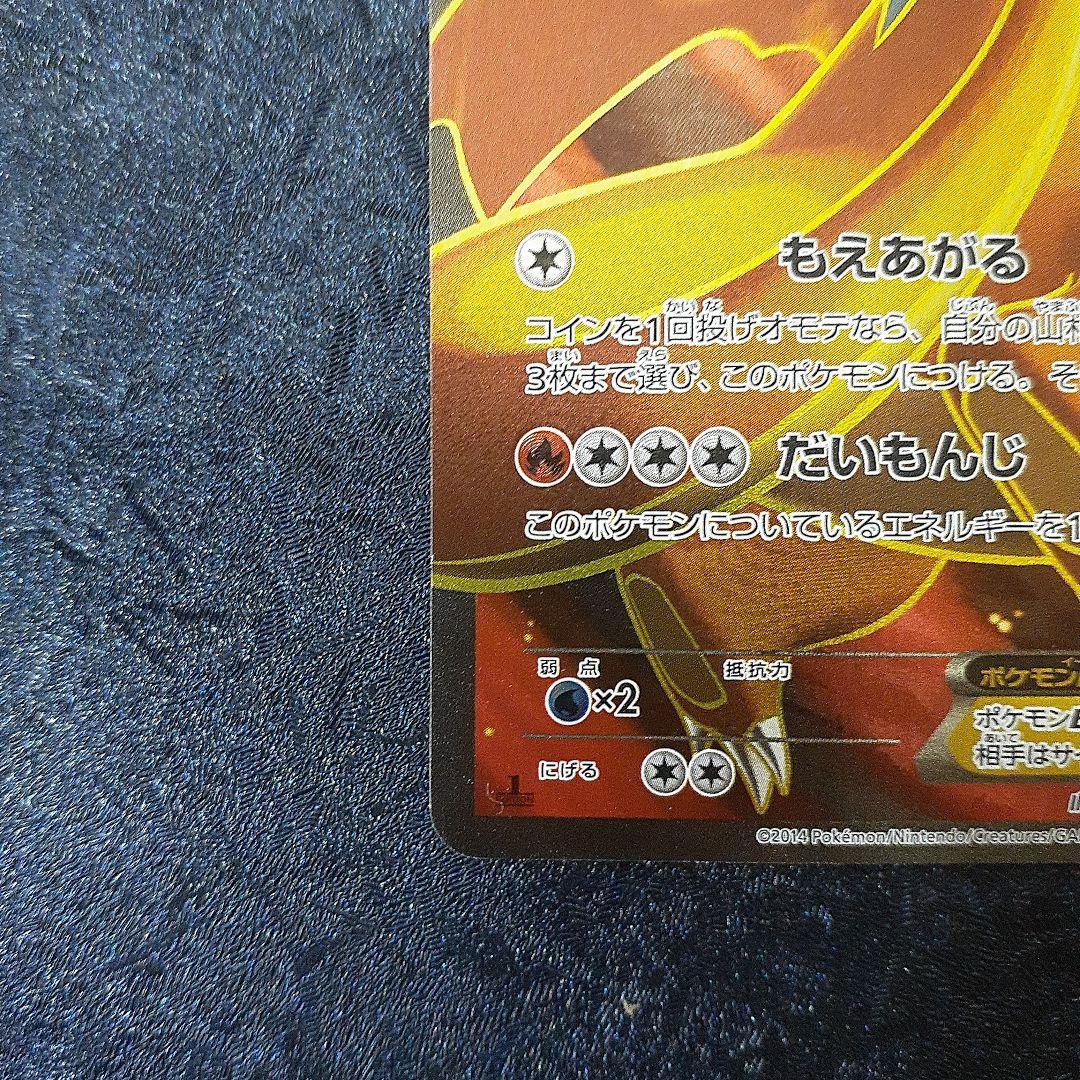 もえあがる
コインを1回投げオモテなら、自分の山札
3枚まで選び、このポケモンにつける。そ
だいもんじ
このポケモンについているエネルギーを1
弱点 抵抗力
×2
ポケモン
ポケモン
相手はサ
にげる
1
©2014 Pokémon/Nintendo/Creatures/GA